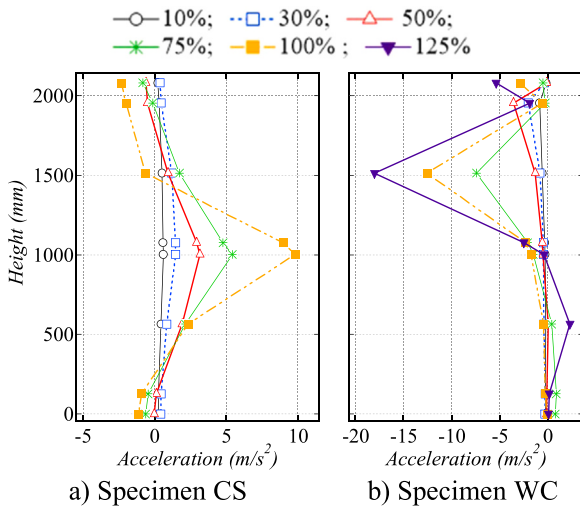 10%; 30%; 50%;
75%; 100% ; 125%
Height (mm)
2000
1500
1000
500
0
-5 0 5 10
-20 -15 -10 -5 0
Acceleration (m/s²) Acceleration (m/s²)
a) Specimen CS b) Specimen WC